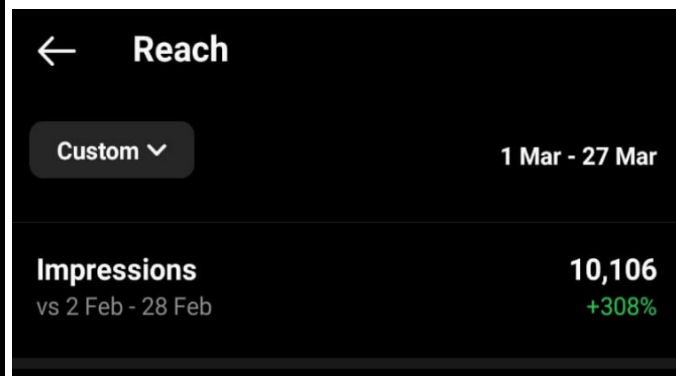 Reach
Custom
1 Mar - 27 Mar
Impressions 10,106
vs 2 Feb - 28 Feb +308%